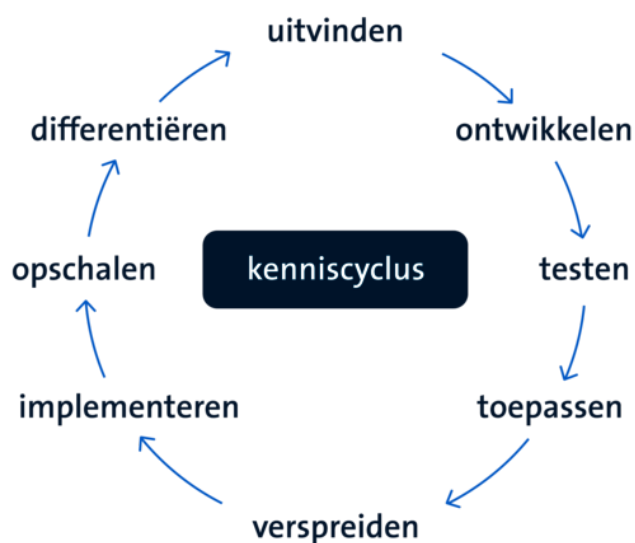 uitvinden
ontwikkelen
testen
toepassen
verspreiden
implementeren
opschalen
differentiëren
kenniscyclus